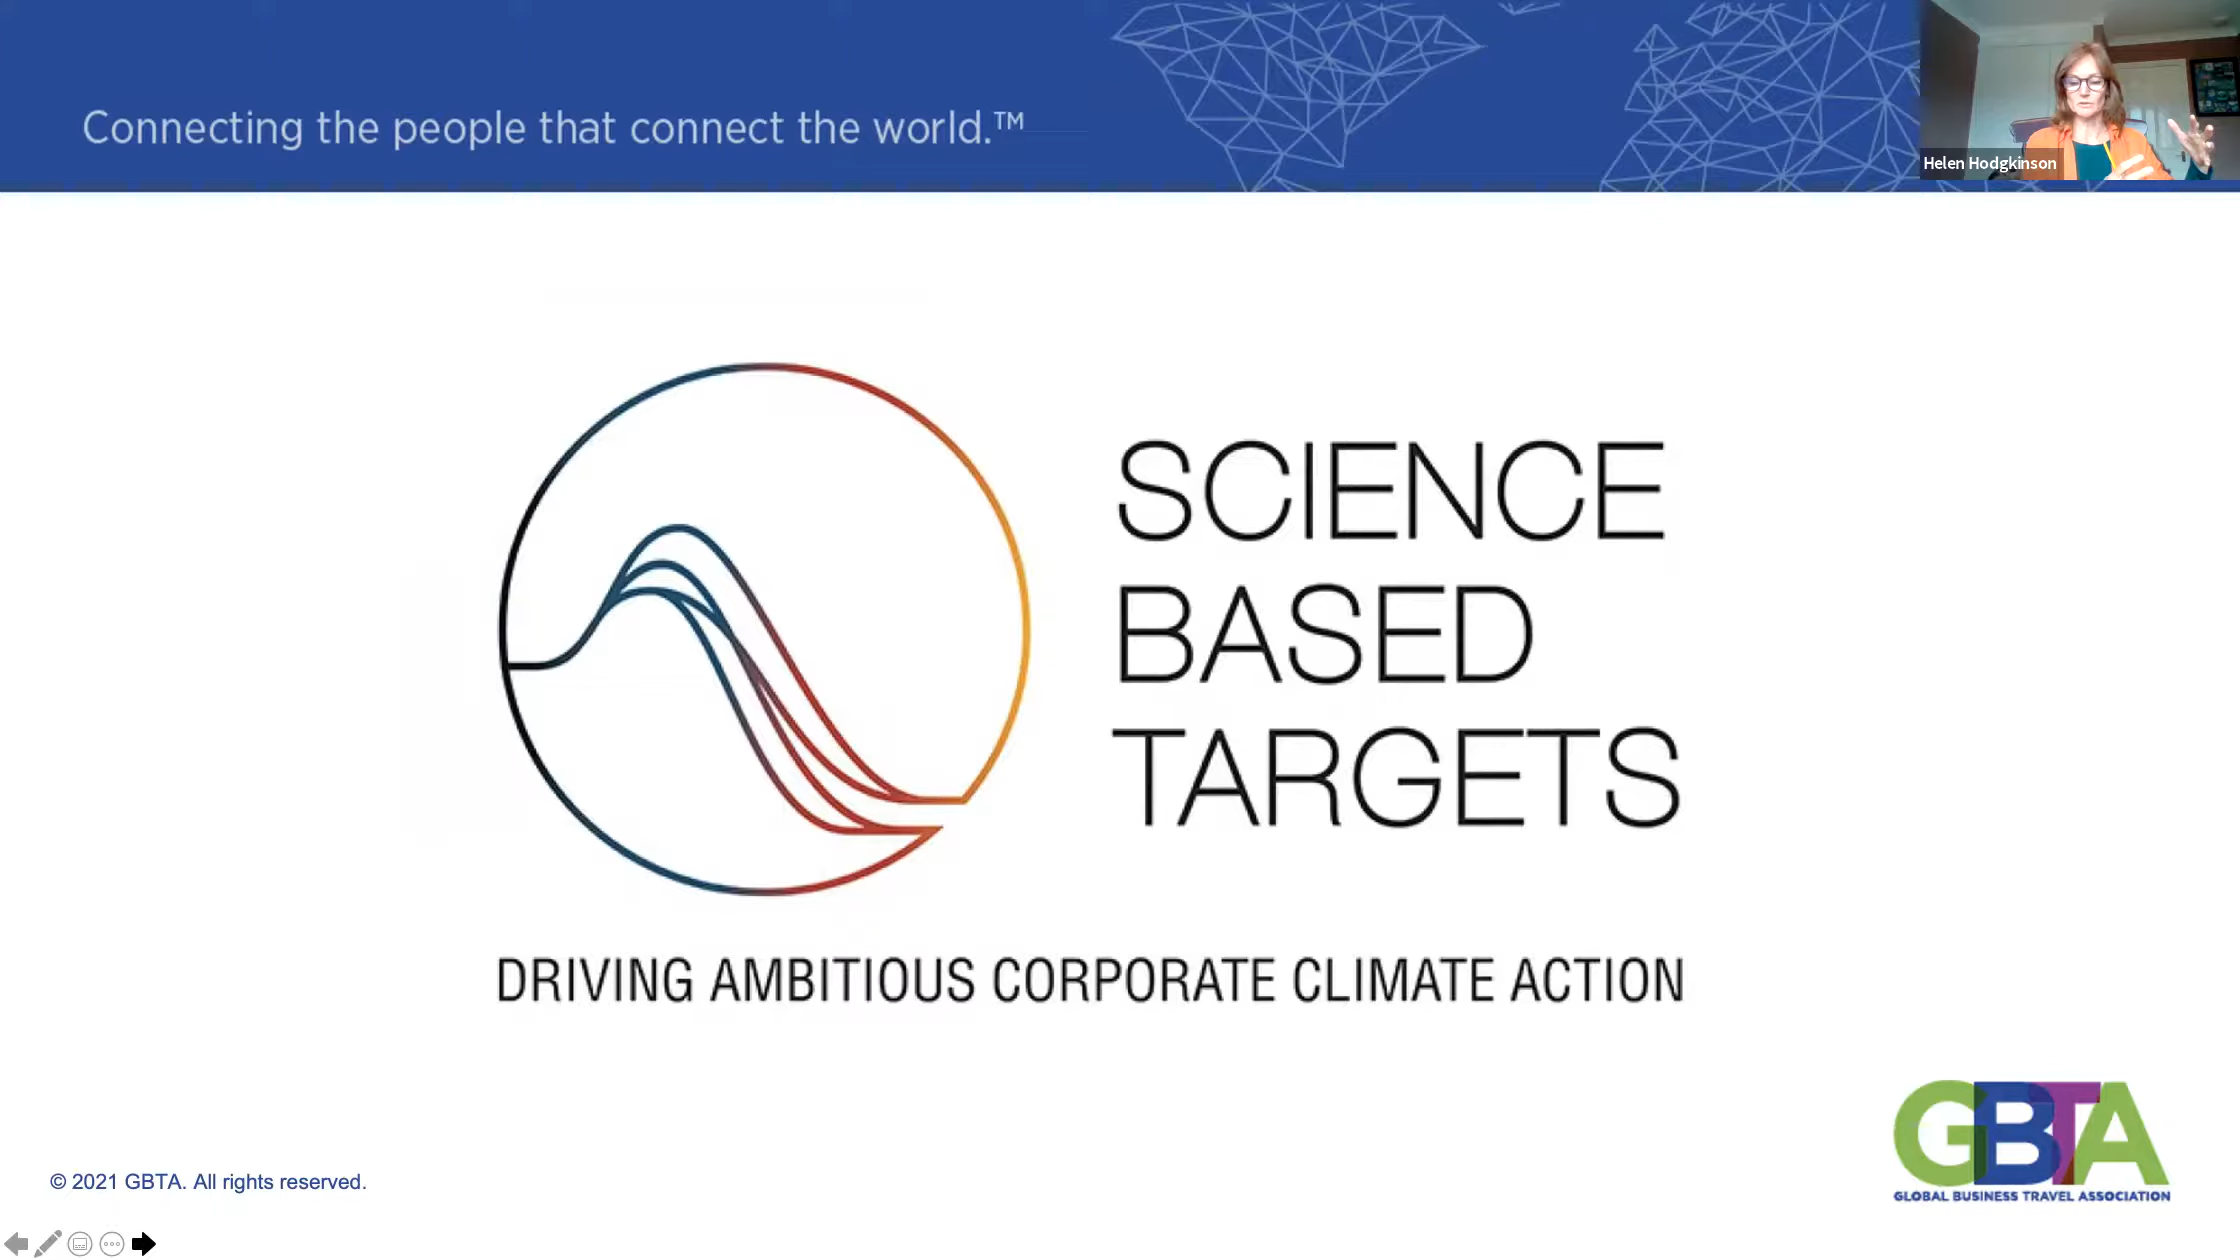 Connecting the people that connect the world.™
Helen Hodgkinson
SCIENCE
BASED
TARGETS
DRIVING AMBITIOUS CORPORATE CLIMATE ACTION
GBTA
GLOBAL BUSINESS TRAVEL ASSOCIATION
© 2021 GBTA. All rights reserved.